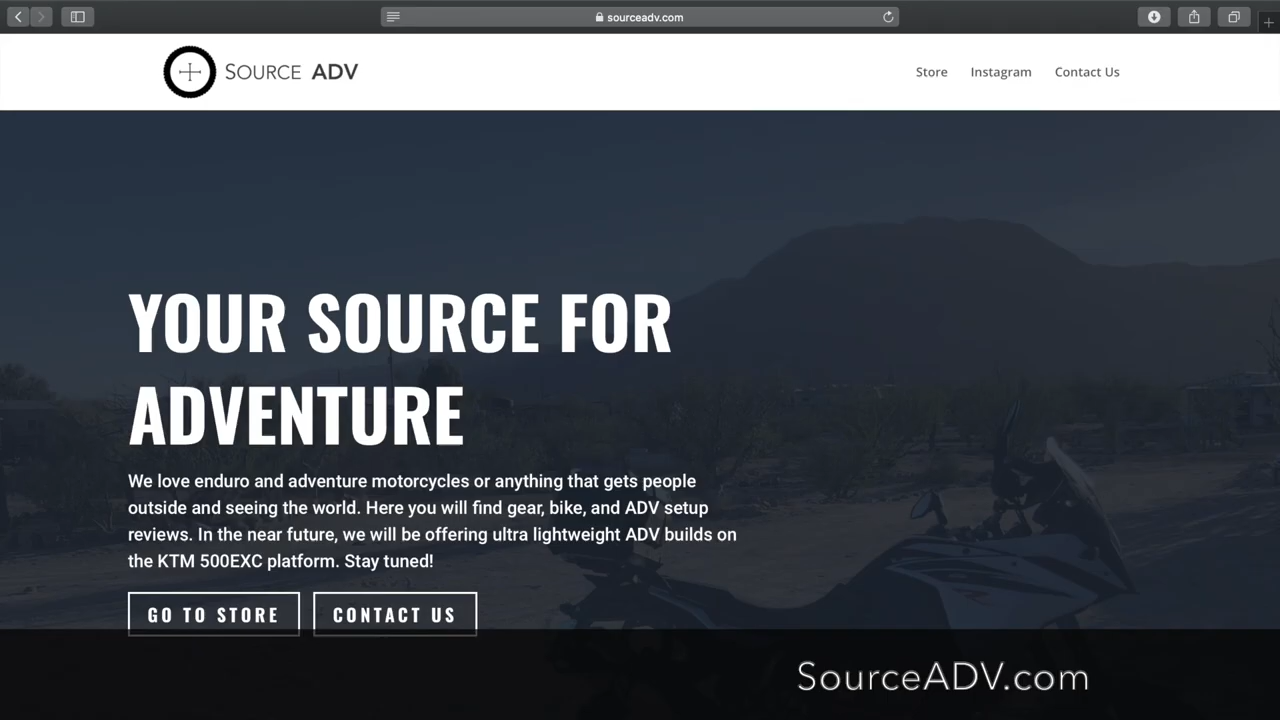 sourceadv.com
SOURCE ADV
Store Instagram Contact Us
YOUR SOURCE FOR
ADVENTURE
We love enduro and adventure motorcycles or anything that gets people
outside and seeing the world. Here you will find gear, bike, and ADV setup
reviews. In the near future, we will be offering ultra lightweight ADV builds on
the KTM 500EXC platform. Stay tuned!
GO TO STORE CONTACT US
SourceADV.com